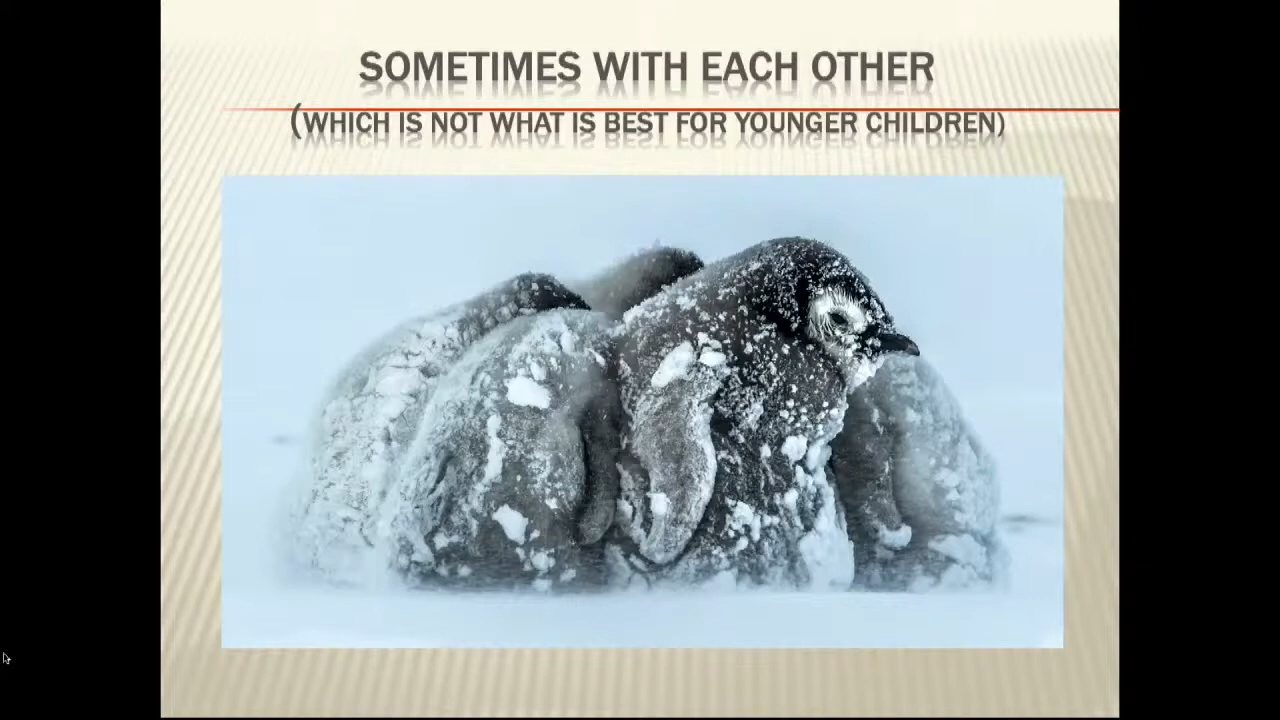 SOMETIMES WITH EACH OTHER
(WHICH IS NOT WHAT IS BEST FOR YOUNGER CHILDREN)